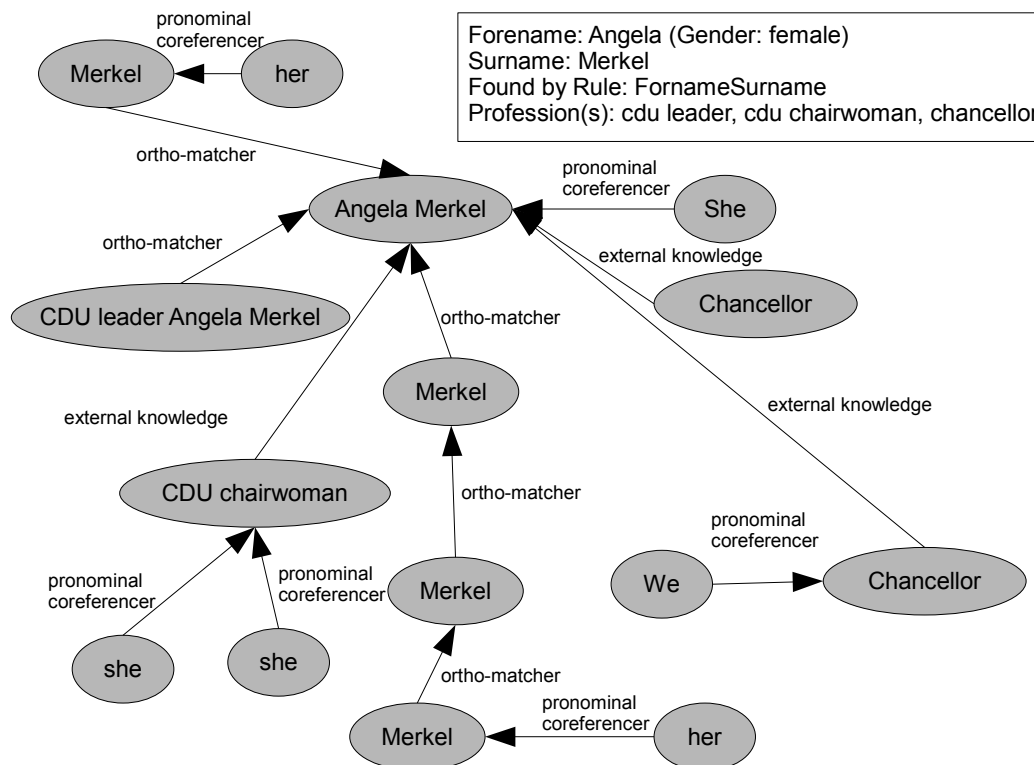 pronominal
coreferencer
Merkel
her
Forename: Angela (Gender: female)
Surname: Merkel
Found by Rule: FornameSurname
Profession(s): cdu leader, cdu chairwoman, chancellor
ortho-matcher
pronominal
coreferencer
Angela Merkel
She
ortho-matcher
external knowledge
CDU leader Angela Merkel
Chancellor
ortho-matcher
Merkel
external knowledge
external knowledge
CDU chairwoman
ortho-matcher
pronominal
coreferencer
pronominal
coreferencer
pronominal
coreferencer
Merkel
We
Chancellor
she
she
ortho-matcher
pronominal
coreferencer
Merkel
her